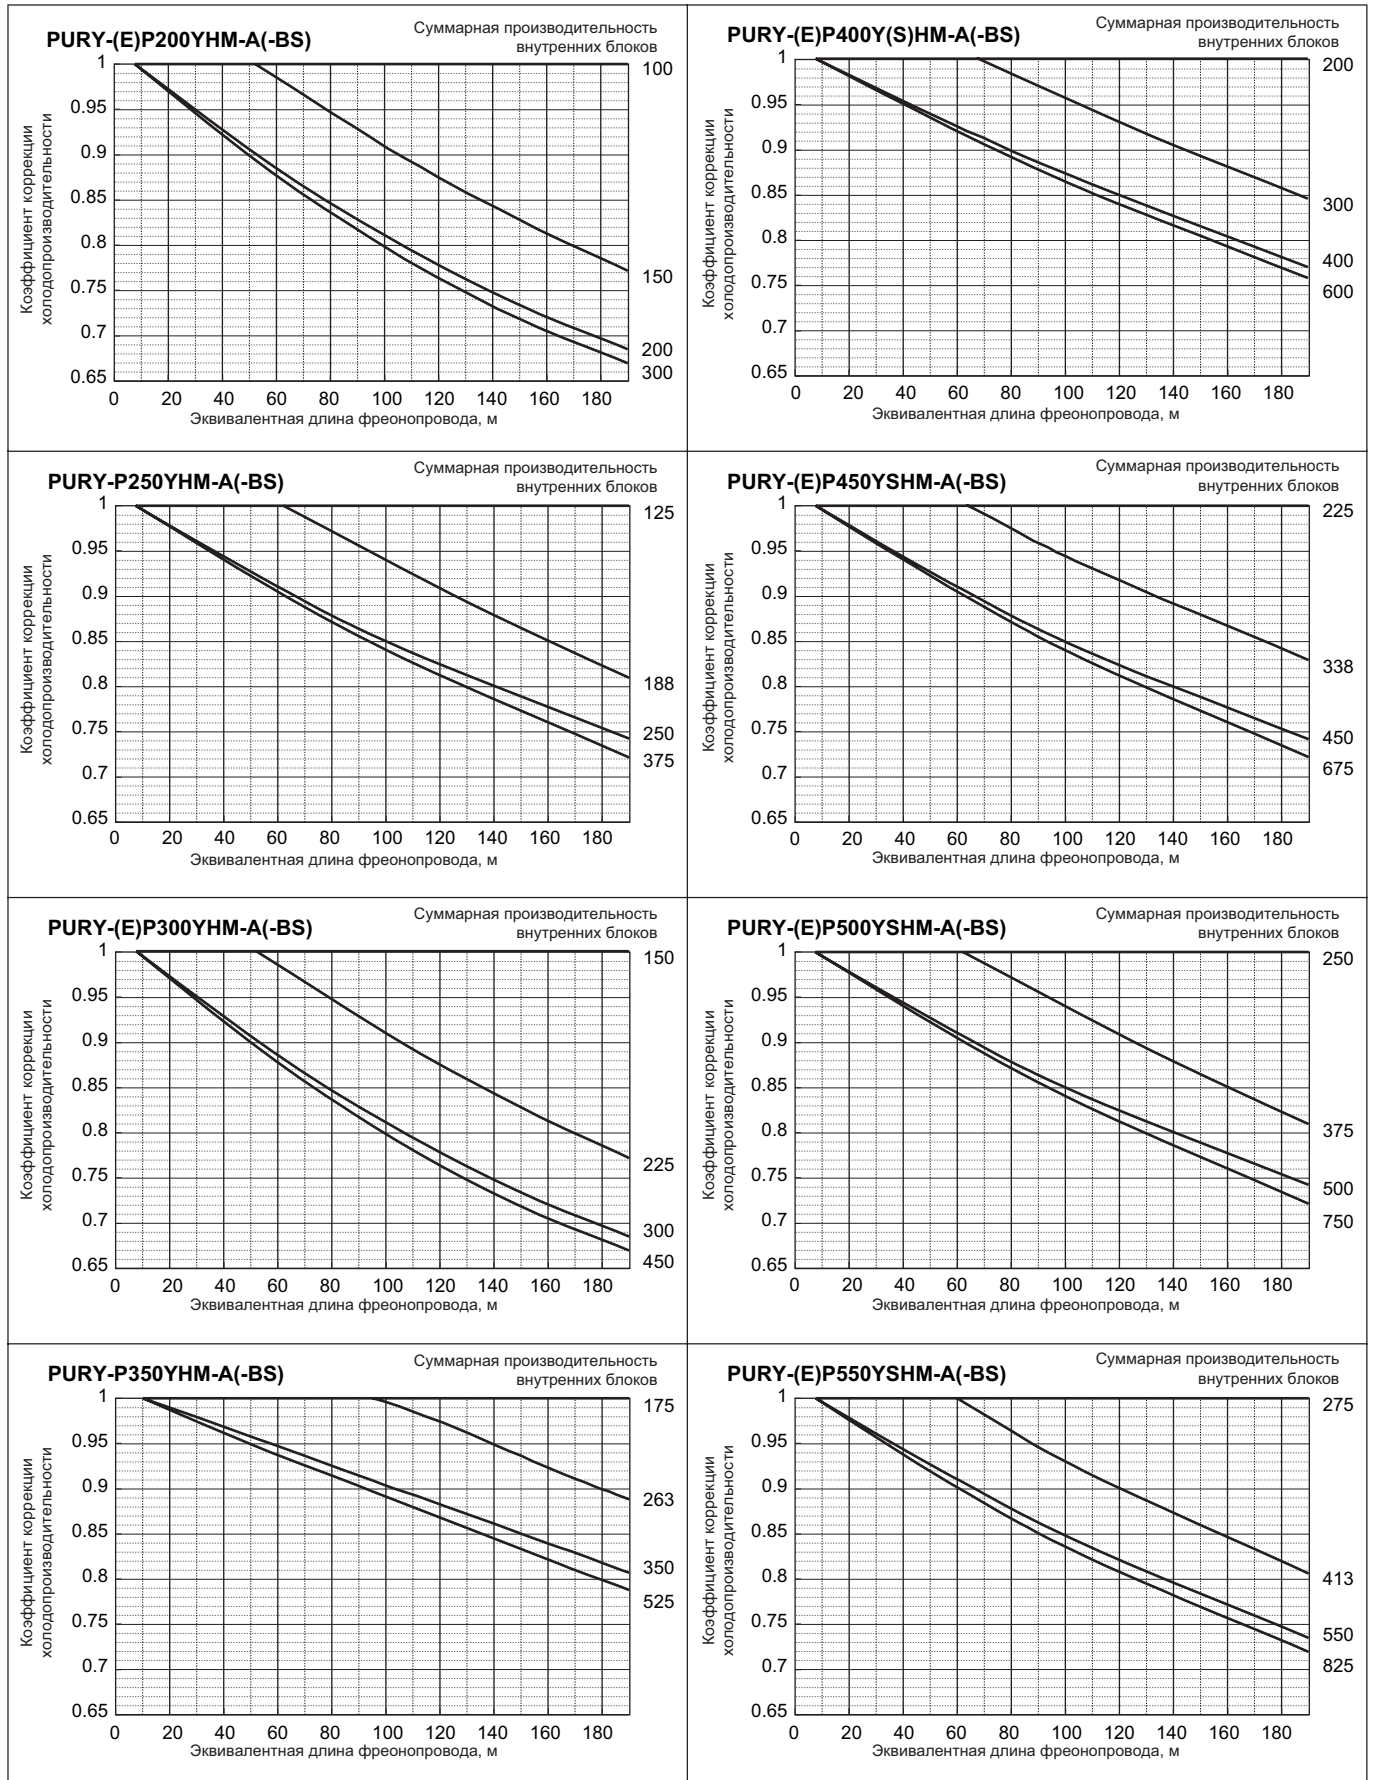 PURY-(E)P200YHM-A(-BS)
Суммарная производительность
внутренних блоков
Коэффициент коррекции
холодопроизводительности
1
0.95
0.9
0.85
0.8
0.75
0.7
0.65
100
150
200
300
0 20 40 60 80 100 120 140 160 180
Эквивалентная длина фреонопровода, м
PURY-(E)P400Y(S)HM-A(-BS)
Суммарная производительность
внутренних блоков
Коэффициент коррекции
холодопроизводительности
1
0.95
0.9
0.85
0.8
0.75
0.7
0.65
200
300
400
600
0 20 40 60 80 100 120 140 160 180
Эквивалентная длина фреонопровода, м
PURY-P250YHM-A(-BS)
Суммарная производительность
внутренних блоков
Коэффициент коррекции
холодопроизводительности
1
0.95
0.9
0.85
0.8
0.75
0.7
0.65
125
188
250
375
0 20 40 60 80 100 120 140 160 180
Эквивалентная длина фреонопровода, м
PURY-(E)P450YSHM-A(-BS)
Суммарная производительность
внутренних блоков
Коэффициент коррекции
холодопроизводительности
1
0.95
0.9
0.85
0.8
0.75
0.7
0.65
225
338
450
675
0 20 40 60 80 100 120 140 160 180
Эквивалентная длина фреонопровода, м
PURY-(E)P300YHM-A(-BS)
Суммарная производительность
внутренних блоков
Коэффициент коррекции
холодопроизводительности
1
0.95
0.9
0.85
0.8
0.75
0.7
0.65
150
225
300
450
0 20 40 60 80 100 120 140 160 180
Эквивалентная длина фреонопровода, м
PURY-(E)P500YSHM-A(-BS)
Суммарная производительность
внутренних блоков
Коэффициент коррекции
холодопроизводительности
1
0.95
0.9
0.85
0.8
0.75
0.7
0.65
250
375
500
750
0 20 40 60 80 100 120 140 160 180
Эквивалентная длина фреонопровода, м
PURY-P350YHM-A(-BS)
Суммарная производительность
внутренних блоков
Коэффициент коррекции
холодопроизводительности
1
0.95
0.9
0.85
0.8
0.75
0.7
0.65
175
263
350
525
0 20 40 60 80 100 120 140 160 180
Эквивалентная длина фреонопровода, м
PURY-(E)P550YSHM-A(-BS)
Суммарная производительность
внутренних блоков
Коэффициент коррекции
холодопроизводительности
1
0.95
0.9
0.85
0.8
0.75
0.7
0.65
275
413
550
825
0 20 40 60 80 100 120 140 160 180
Эквивалентная длина фреонопровода, м